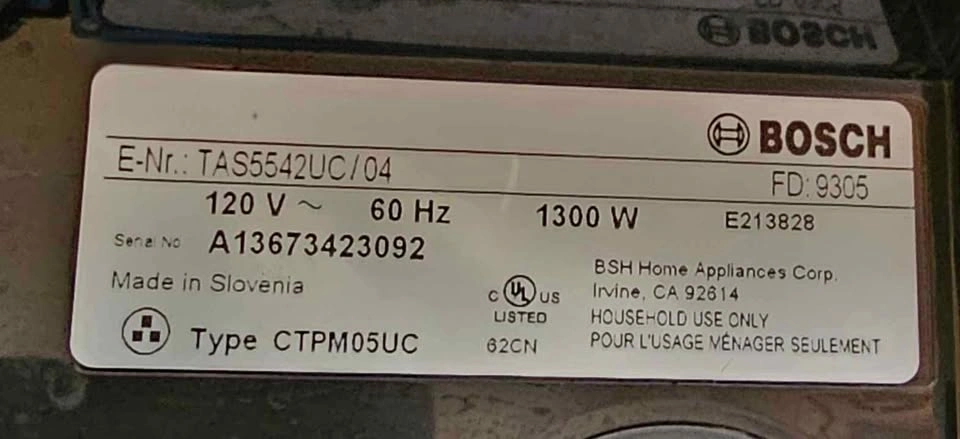 BOSCH
BOSCH
E-Nr.: TAS5542UC/04
FD: 9305
120 V ~ 60 Hz 1300 W E213828
Serial No A13673423092
Made in Slovenia
BSH Home Appliances Corp.
Irvine, CA 92614
C UL US
LISTED
HOUSEHOLD USE ONLY
Type CTPM05UC
62CN
POUR L'USAGE MÉNAGER SEULEMENT